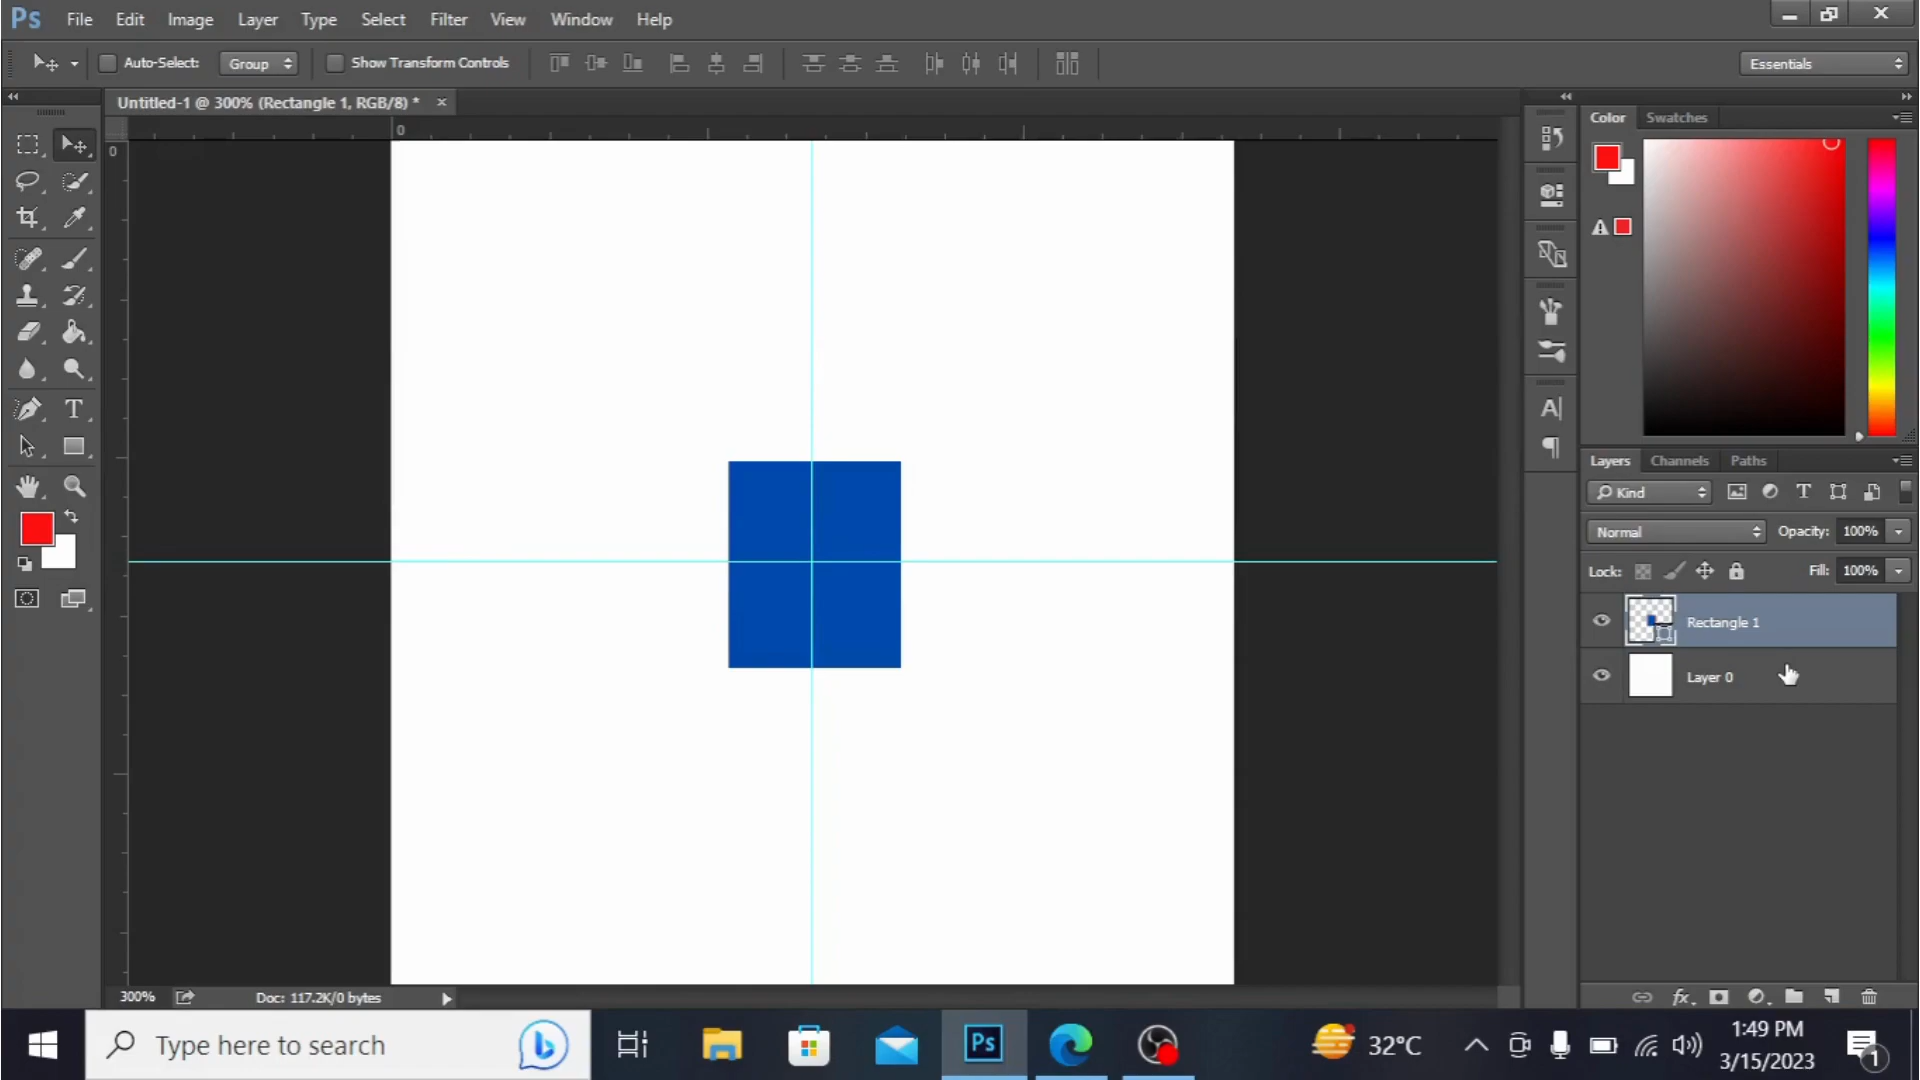 Ps File Edit Image Layer Type Select Filter View Window Help
Auto-Select: Group Show Transform Controls Essentials
Untitled-1 @ 300% (Rectangle 1, RGB/8) * ×
0
0
Color Swatches
Layers Channels Paths
Kind
Normal Opacity: 100%
Lock: Fill: 100%
Rectangle 1
Layer 0
300% Doc: 117.2K/0 bytes
Type here to search
Ps
32°C
1:49 PM
3/15/2023
1